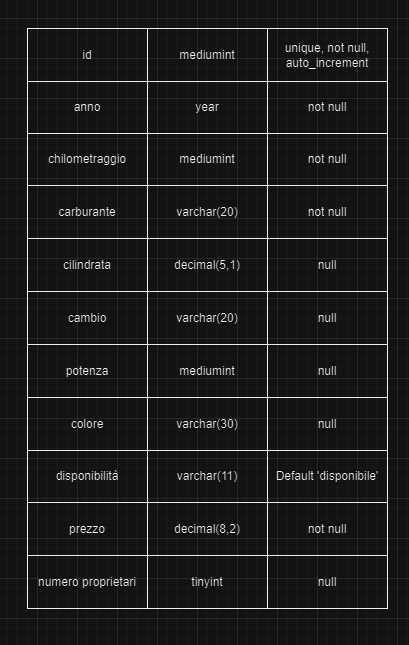 id mediumint unique, not null,
auto_increment
anno year not null
chilometraggio mediumint not null
carburante varchar(20) not null
cilindrata decimal(5,1) null
cambio varchar(20) null
potenza mediumint null
colore varchar(30) null
disponibilità varchar(11) Default 'disponibile'
prezzo decimal(8,2) not null
numero proprietari tinyint null